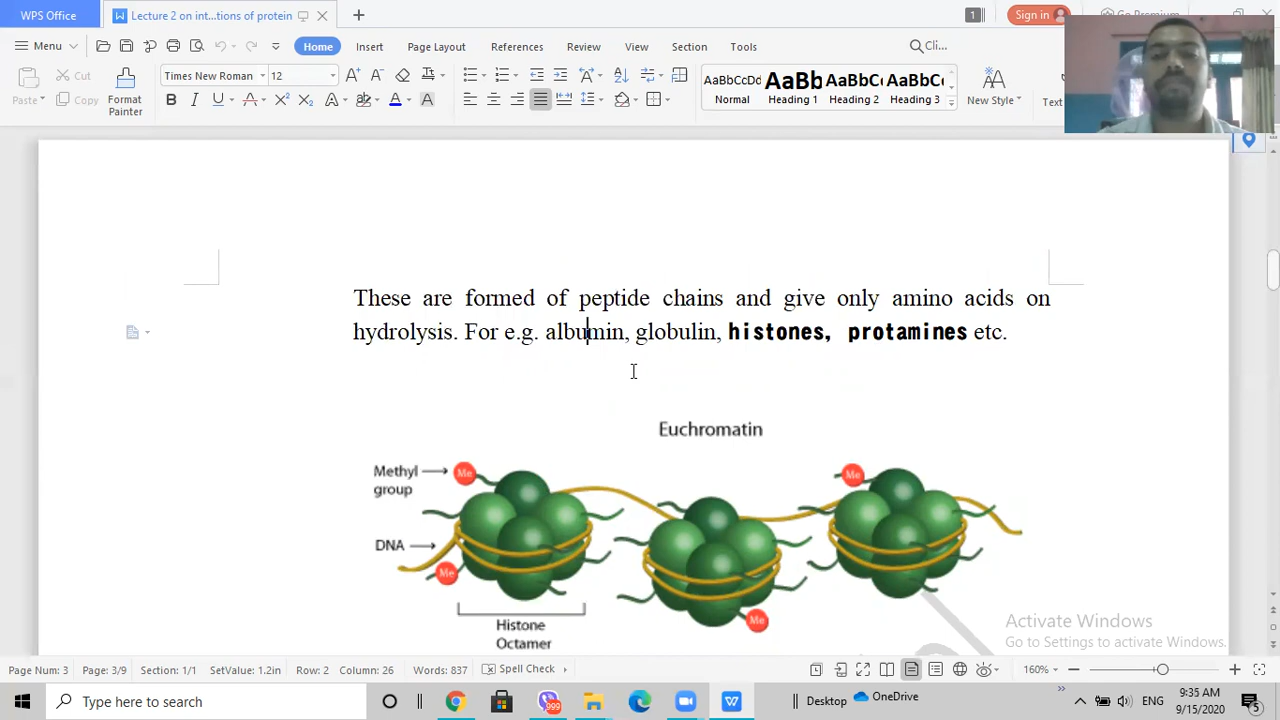 WPS Office
Lecture 2 on int...tions of protein
1
Sign in
Go Premium
Menu
Home
Insert
Page Layout
References
Review
View
Section
Tools
Cli...
Paste
Cut
Copy
Format
Painter
Times New Roman
12
AaBbCcDd
Normal
AaBb
Heading 1
AaBbC
Heading 2
AaBbC
Heading 3
New Style
Text
These are formed of peptide chains and give only amino acids on
hydrolysis. For e.g. albumin, globulin, histones, protamines etc.
Euchromatin
Methyl
group
Me
Me
Me
Me
DNA
Histone
Octamer
Activate Windows
Go to Settings to activate Windows.
Page Num: 3
Page: 3/9
Section: 1/1
SetValue: 1.2in
Row: 2
Column: 26
Words: 837
Spell Check
160%
Type here to search
999
Desktop
OneDrive
ENG
9:35 AM
9/15/2020
5